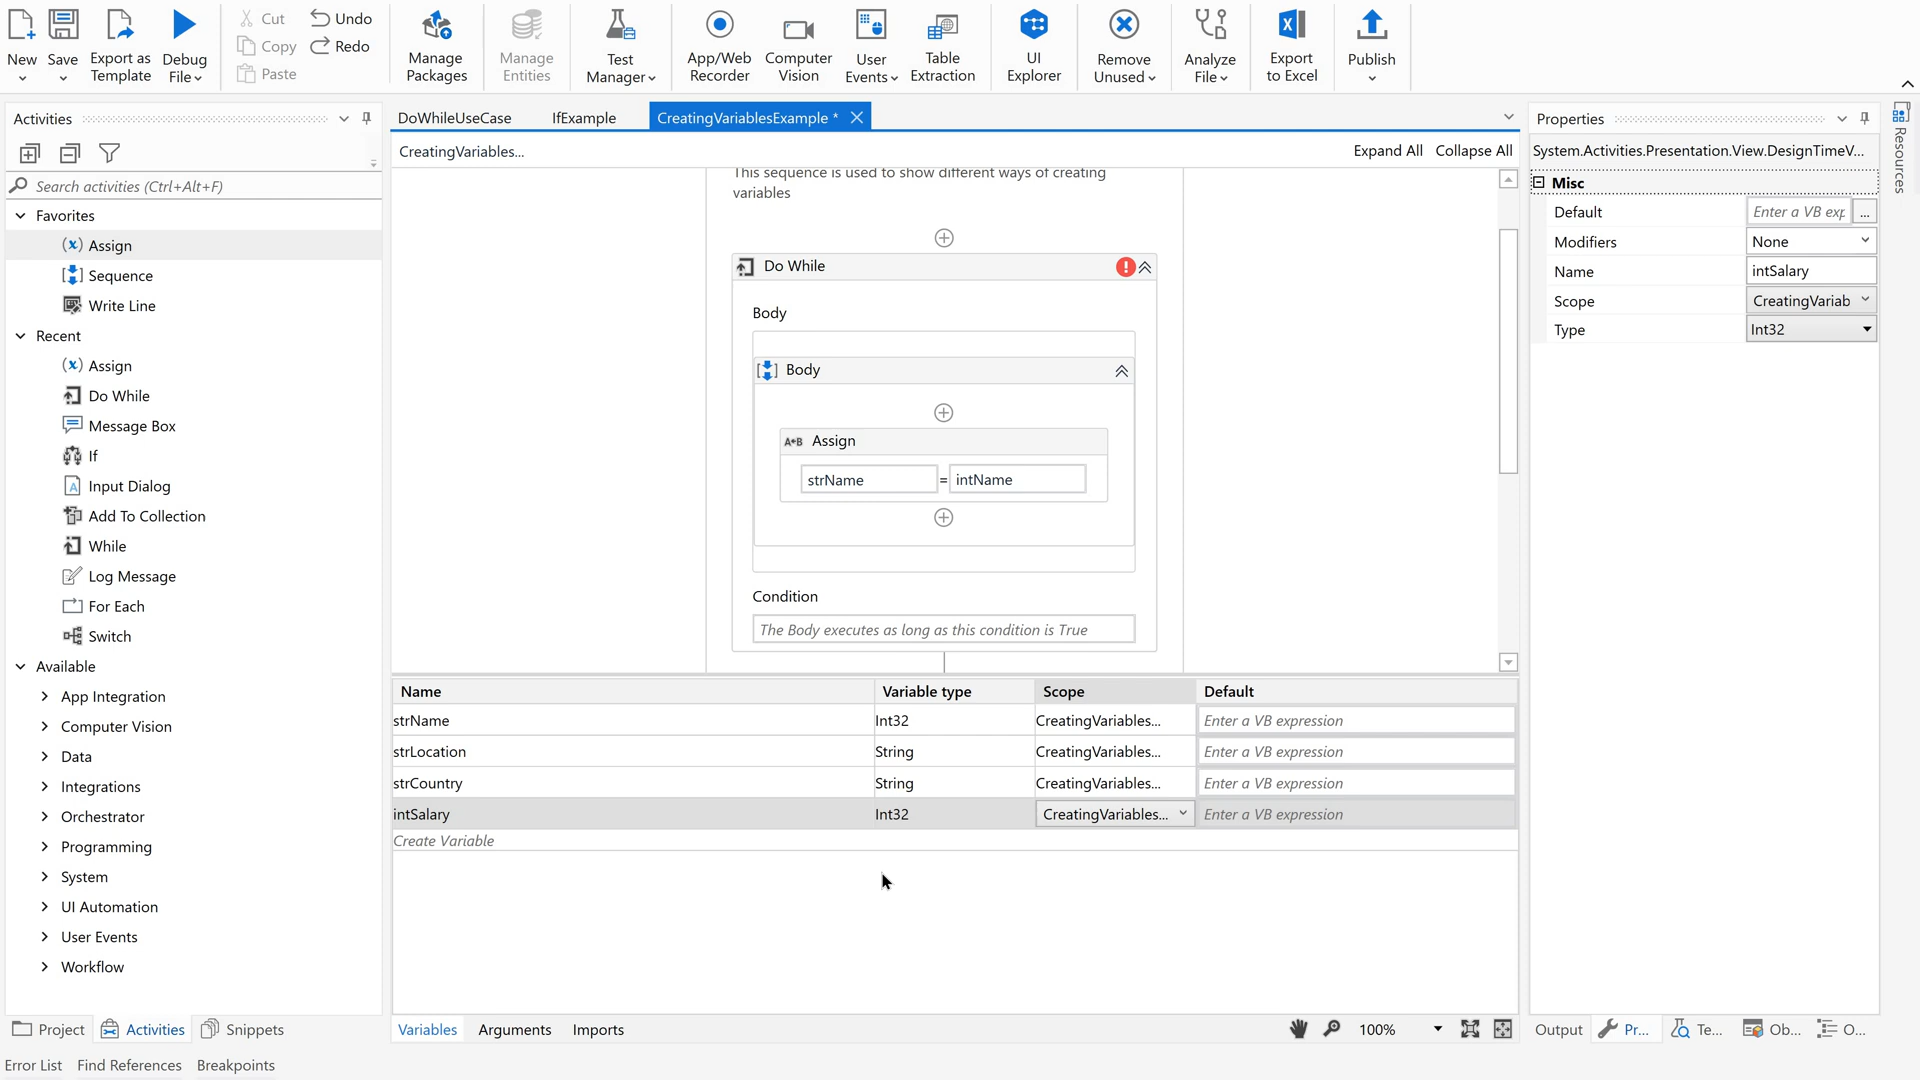 New
Save
Export as
Template
Debug
File
Cut
Copy
Paste
Undo
Redo
Manage
Packages
Manage
Entities
Test
Manager
App/Web
Recorder
Computer
Vision
User
Events
Table
Extraction
UI
Explorer
Remove
Unused
Analyze
File
Export
to Excel
Publish
Activities
Search activities (Ctrl+Alt+F)
Favorites
Assign
Sequence
Write Line
Recent
Assign
Do While
Message Box
If
Input Dialog
Add To Collection
While
Log Message
For Each
Switch
Available
App Integration
Computer Vision
Data
Integrations
Orchestrator
Programming
System
UI Automation
User Events
Workflow
Project
Activities
Snippets
DoWhileUseCase
IfExample
CreatingVariablesExample *
CreatingVariables...
Expand All
Collapse All
This sequence is used to show different ways of creating
variables
Do While
Body
Body
A+B Assign
strName = intName
Condition
The Body executes as long as this condition is True
Name Variable type Scope Default
strName Int32 CreatingVariables... Enter a VB expression
strLocation String CreatingVariables... Enter a VB expression
strCountry String CreatingVariables... Enter a VB expression
intSalary Int32 CreatingVariables... Enter a VB expression
Create Variable
Variables
Arguments
Imports
100%
Properties
System.Activities.Presentation.View.DesignTimeV...
Misc
Default Enter a VB exp ...
Modifiers None
Name intSalary
Scope CreatingVariab
Type Int32
Resources
Output
Pr...
Te...
Ob...
O...
Error List
Find References
Breakpoints